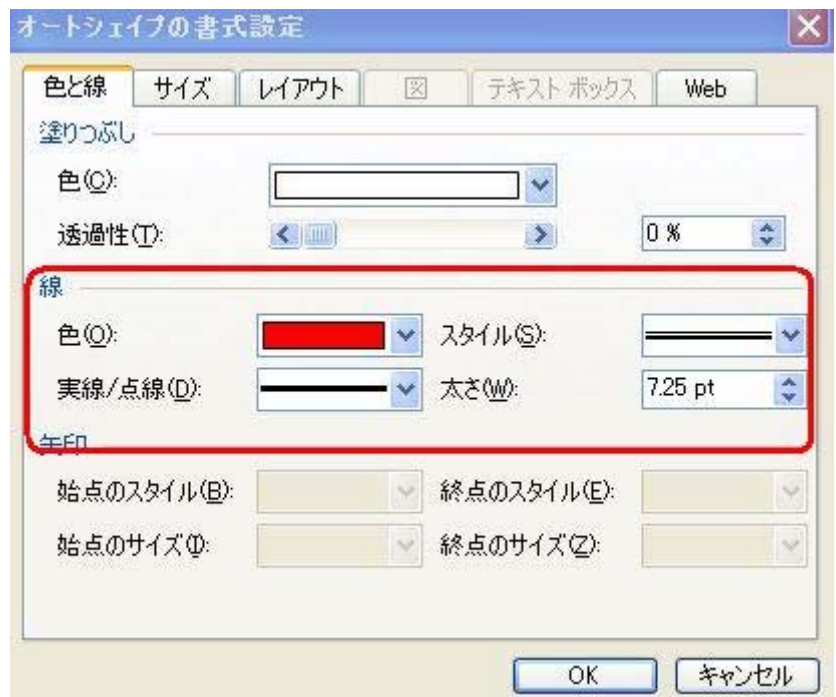 オートシェイプの書式設定
色と線 サイズ レイアウト 図 テキスト ボックス Web
塗りつぶし
色(C):
透過性(T): 0 %
線
色(O): スタイル(S):
実線/点線(D): 太さ(W): 7.25 pt
矢印
始点のスタイル(B): 終点のスタイル(E):
始点のサイズ(I): 終点のサイズ(Z):
OK キャンセル